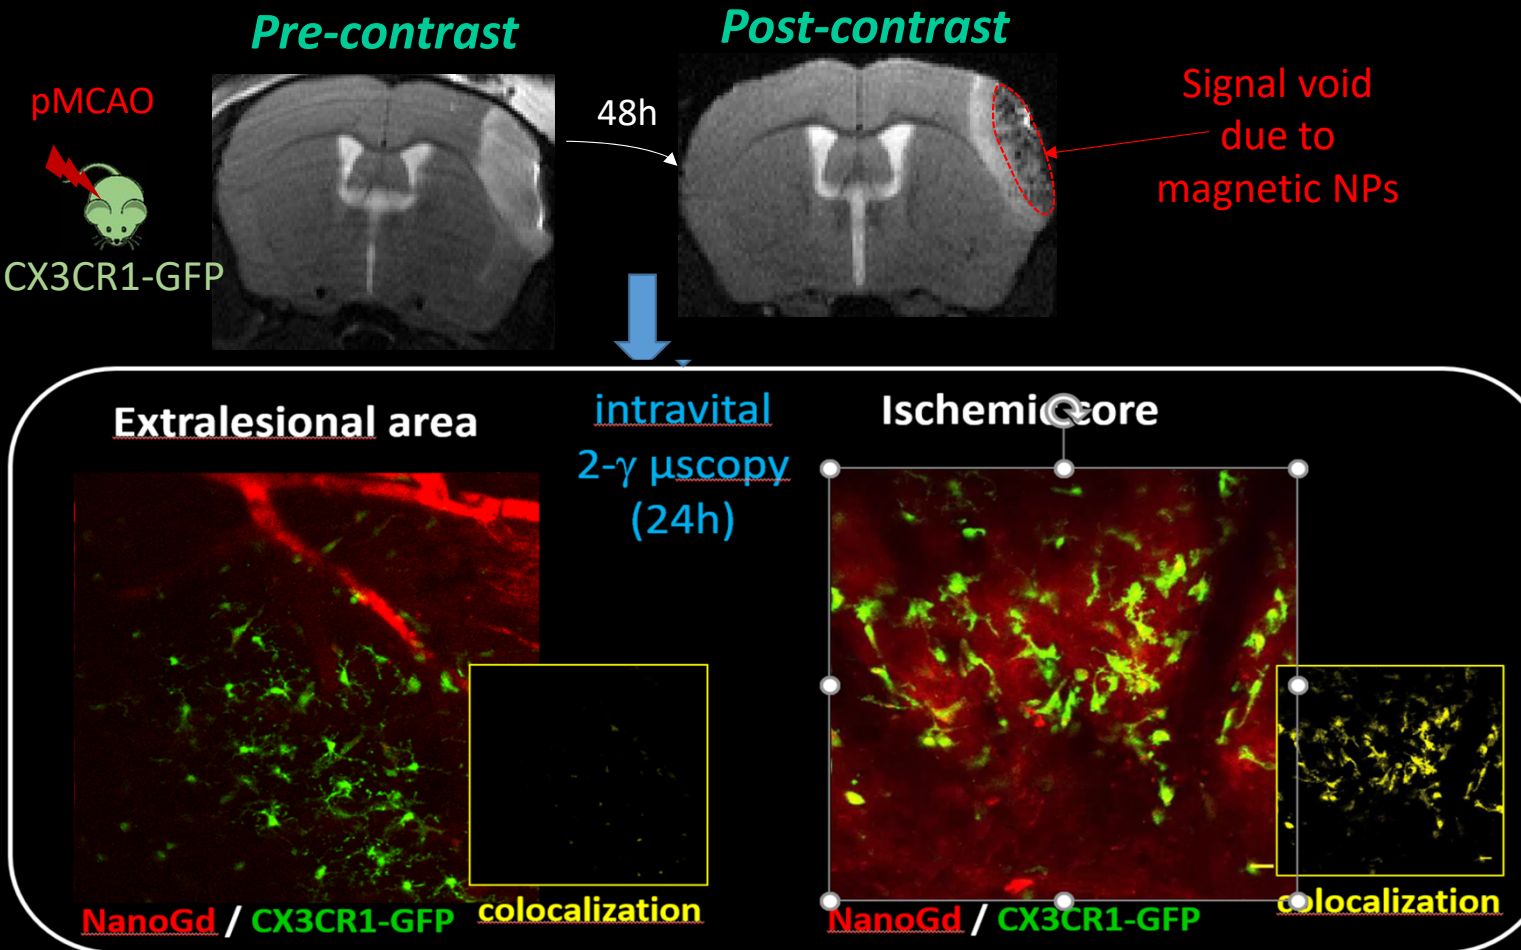 Pre-contrast
Post-contrast
pMCAO
48h
Signal void
due to
magnetic NPs
CX3CR1-GFP
Extralesional area
intravital
2-γ μscopy
(24h)
Ischemic core
NanoGd / CX3CR1-GFP
colocalization
NanoGd / CX3CR1-GFP
colocalization